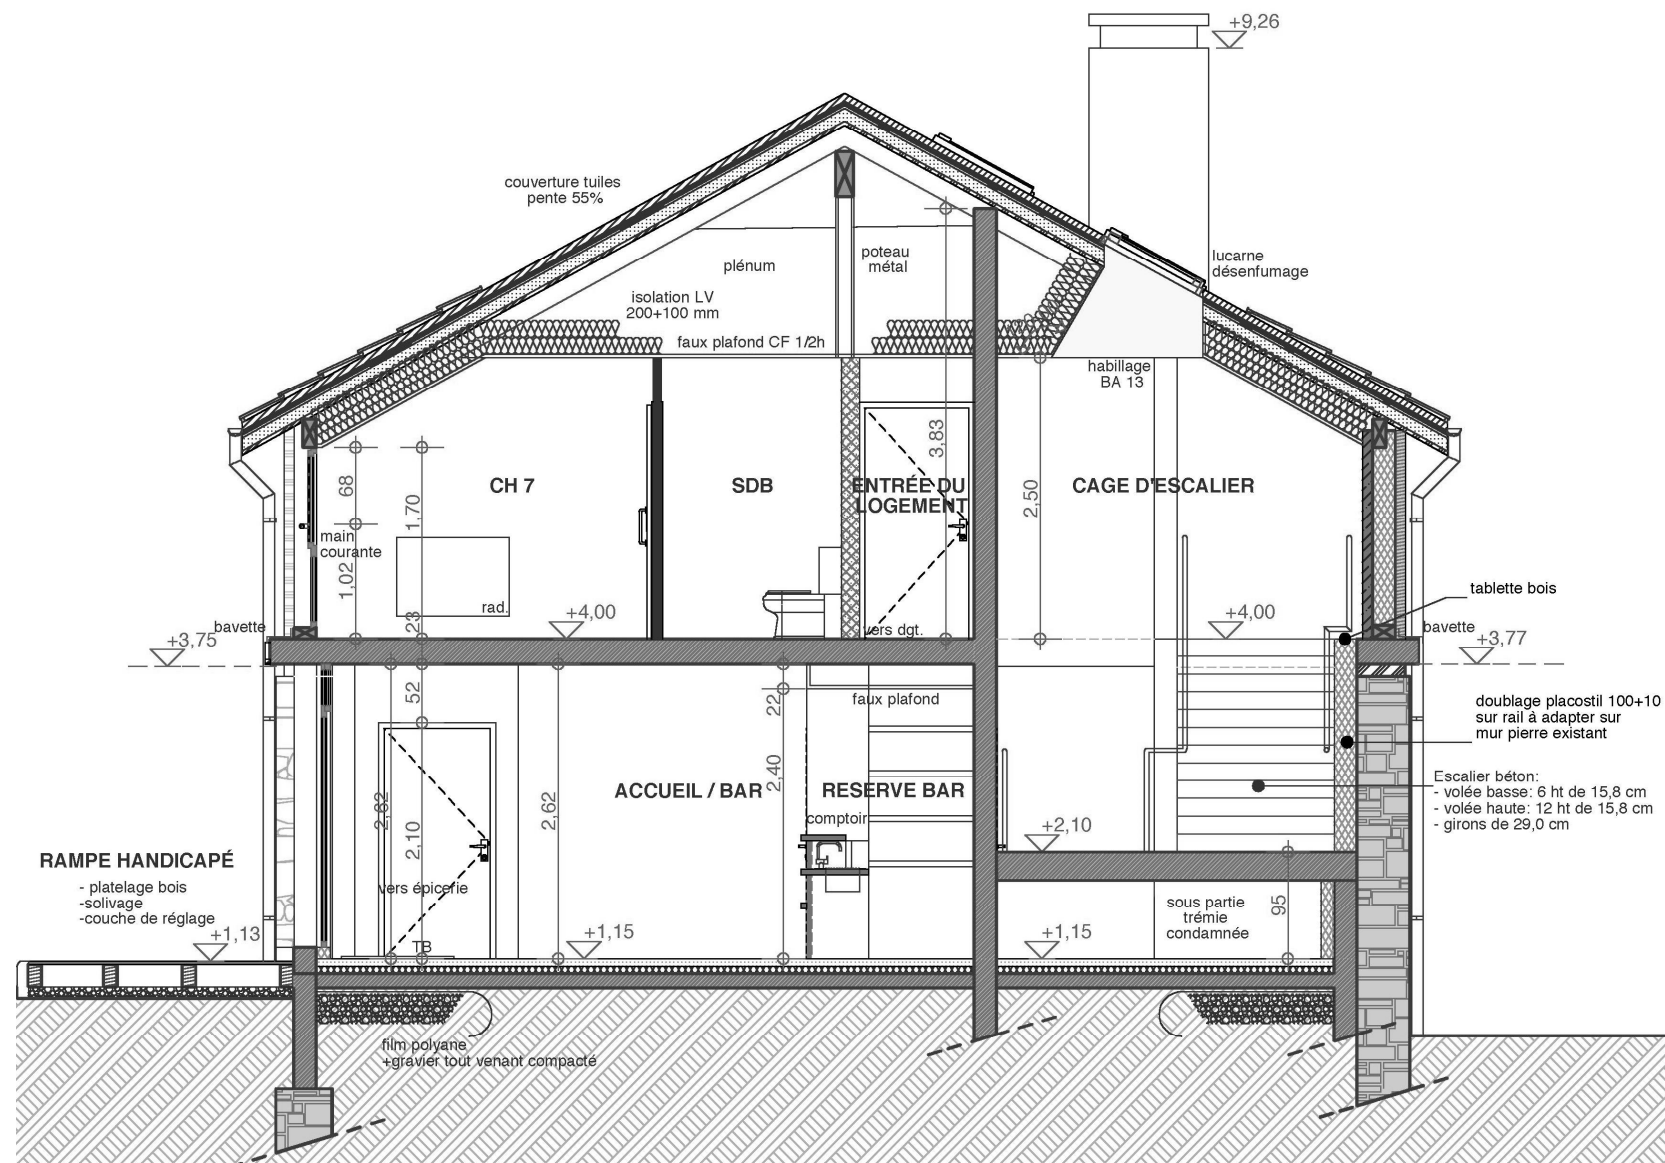 +9,26
couverture tuiles
pente 55%
plénum
poteau
métal
lucarne
désenfumage
isolation LV
200+100 mm
faux plafond CF 1/2h
habillage
BA 13
3,83
68
1,70
CH 7
SDB
ENTRÉE DU
LOGEMENT
2,50
CAGE D'ESCALIER
main
courante
1,02
rad.
23
+4,00
vers dgt.
+4,00
tablette bois
bavette
+3,75
bavette
+3,77
52
22
faux plafond
doublage placostil 100+10
sur rail à adapter sur
mur pierre existant
2,62
2,10
2,62
2,40
ACCUEIL / BAR
RESERVE BAR
comptoir
Escalier béton:
- volée basse: 6 ht de 15,8 cm
- volée haute: 12 ht de 15,8 cm
- girons de 29,0 cm
+2,10
RAMPE HANDICAPÉ
- platelage bois
-solivage
-couche de réglage
vers épicerie
sous partie
trémie
condamnée
95
+1,13
TB
+1,15
+1,15
film polyane
+gravier tout venant compacté